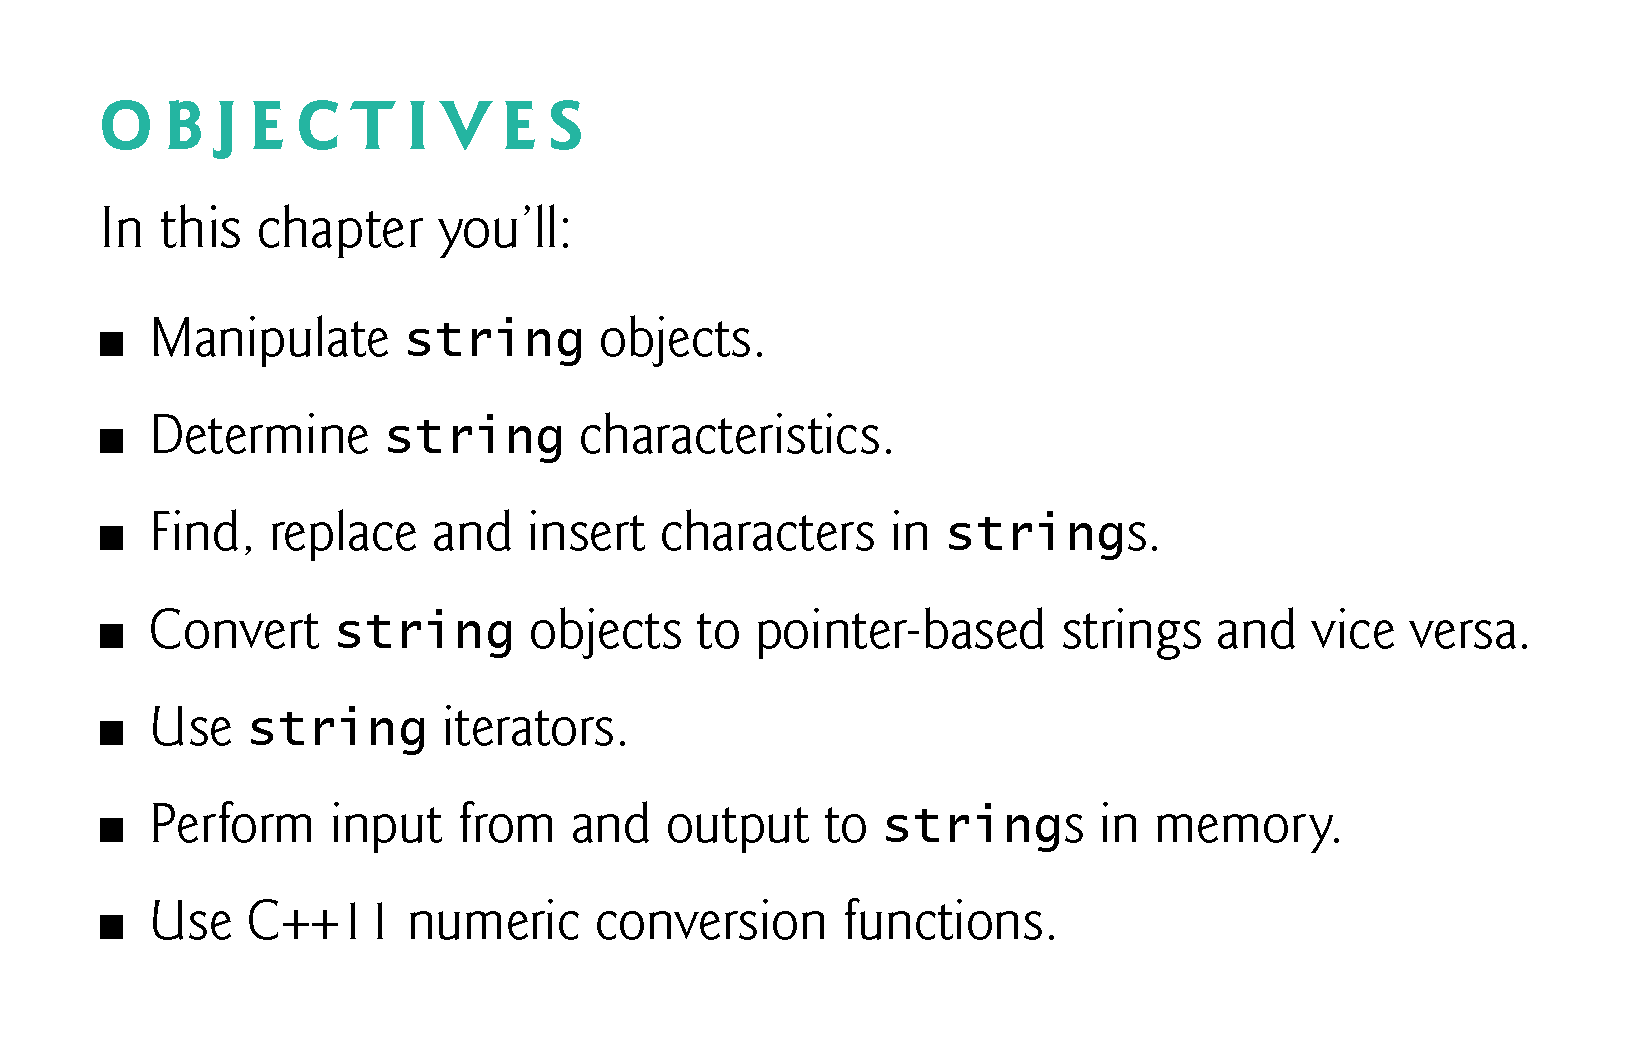 OBJECTIVES
In this chapter you’ll:
■ Manipulate string objects.
■ Determine string characteristics.
■ Find, replace and insert characters in strings.
■ Convert string objects to pointer-based strings and vice versa.
■ Use string iterators.
■ Perform input from and output to strings in memory.
■ Use C++11 numeric conversion functions.